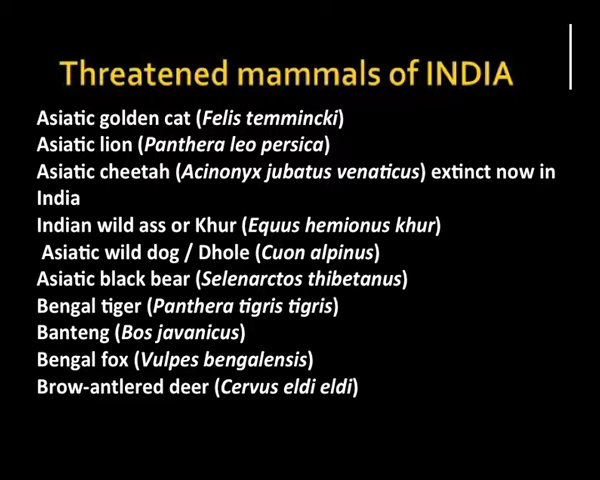 Threatened mammals of INDIA
Asiatic golden cat (Felis temmincki)
Asiatic lion (Panthera leo persica)
Asiatic cheetah (Acinonyx jubatus venaticus) extinct now in
India
Indian wild ass or Khur (Equus hemionus khur)
Asiatic wild dog / Dhole (Cuon alpinus)
Asiatic black bear (Selenarctos thibetanus)
Bengal tiger (Panthera tigris tigris)
Banteng (Bos javanicus)
Bengal fox (Vulpes bengalensis)
Brow-antlered deer (Cervus eldi eldi)